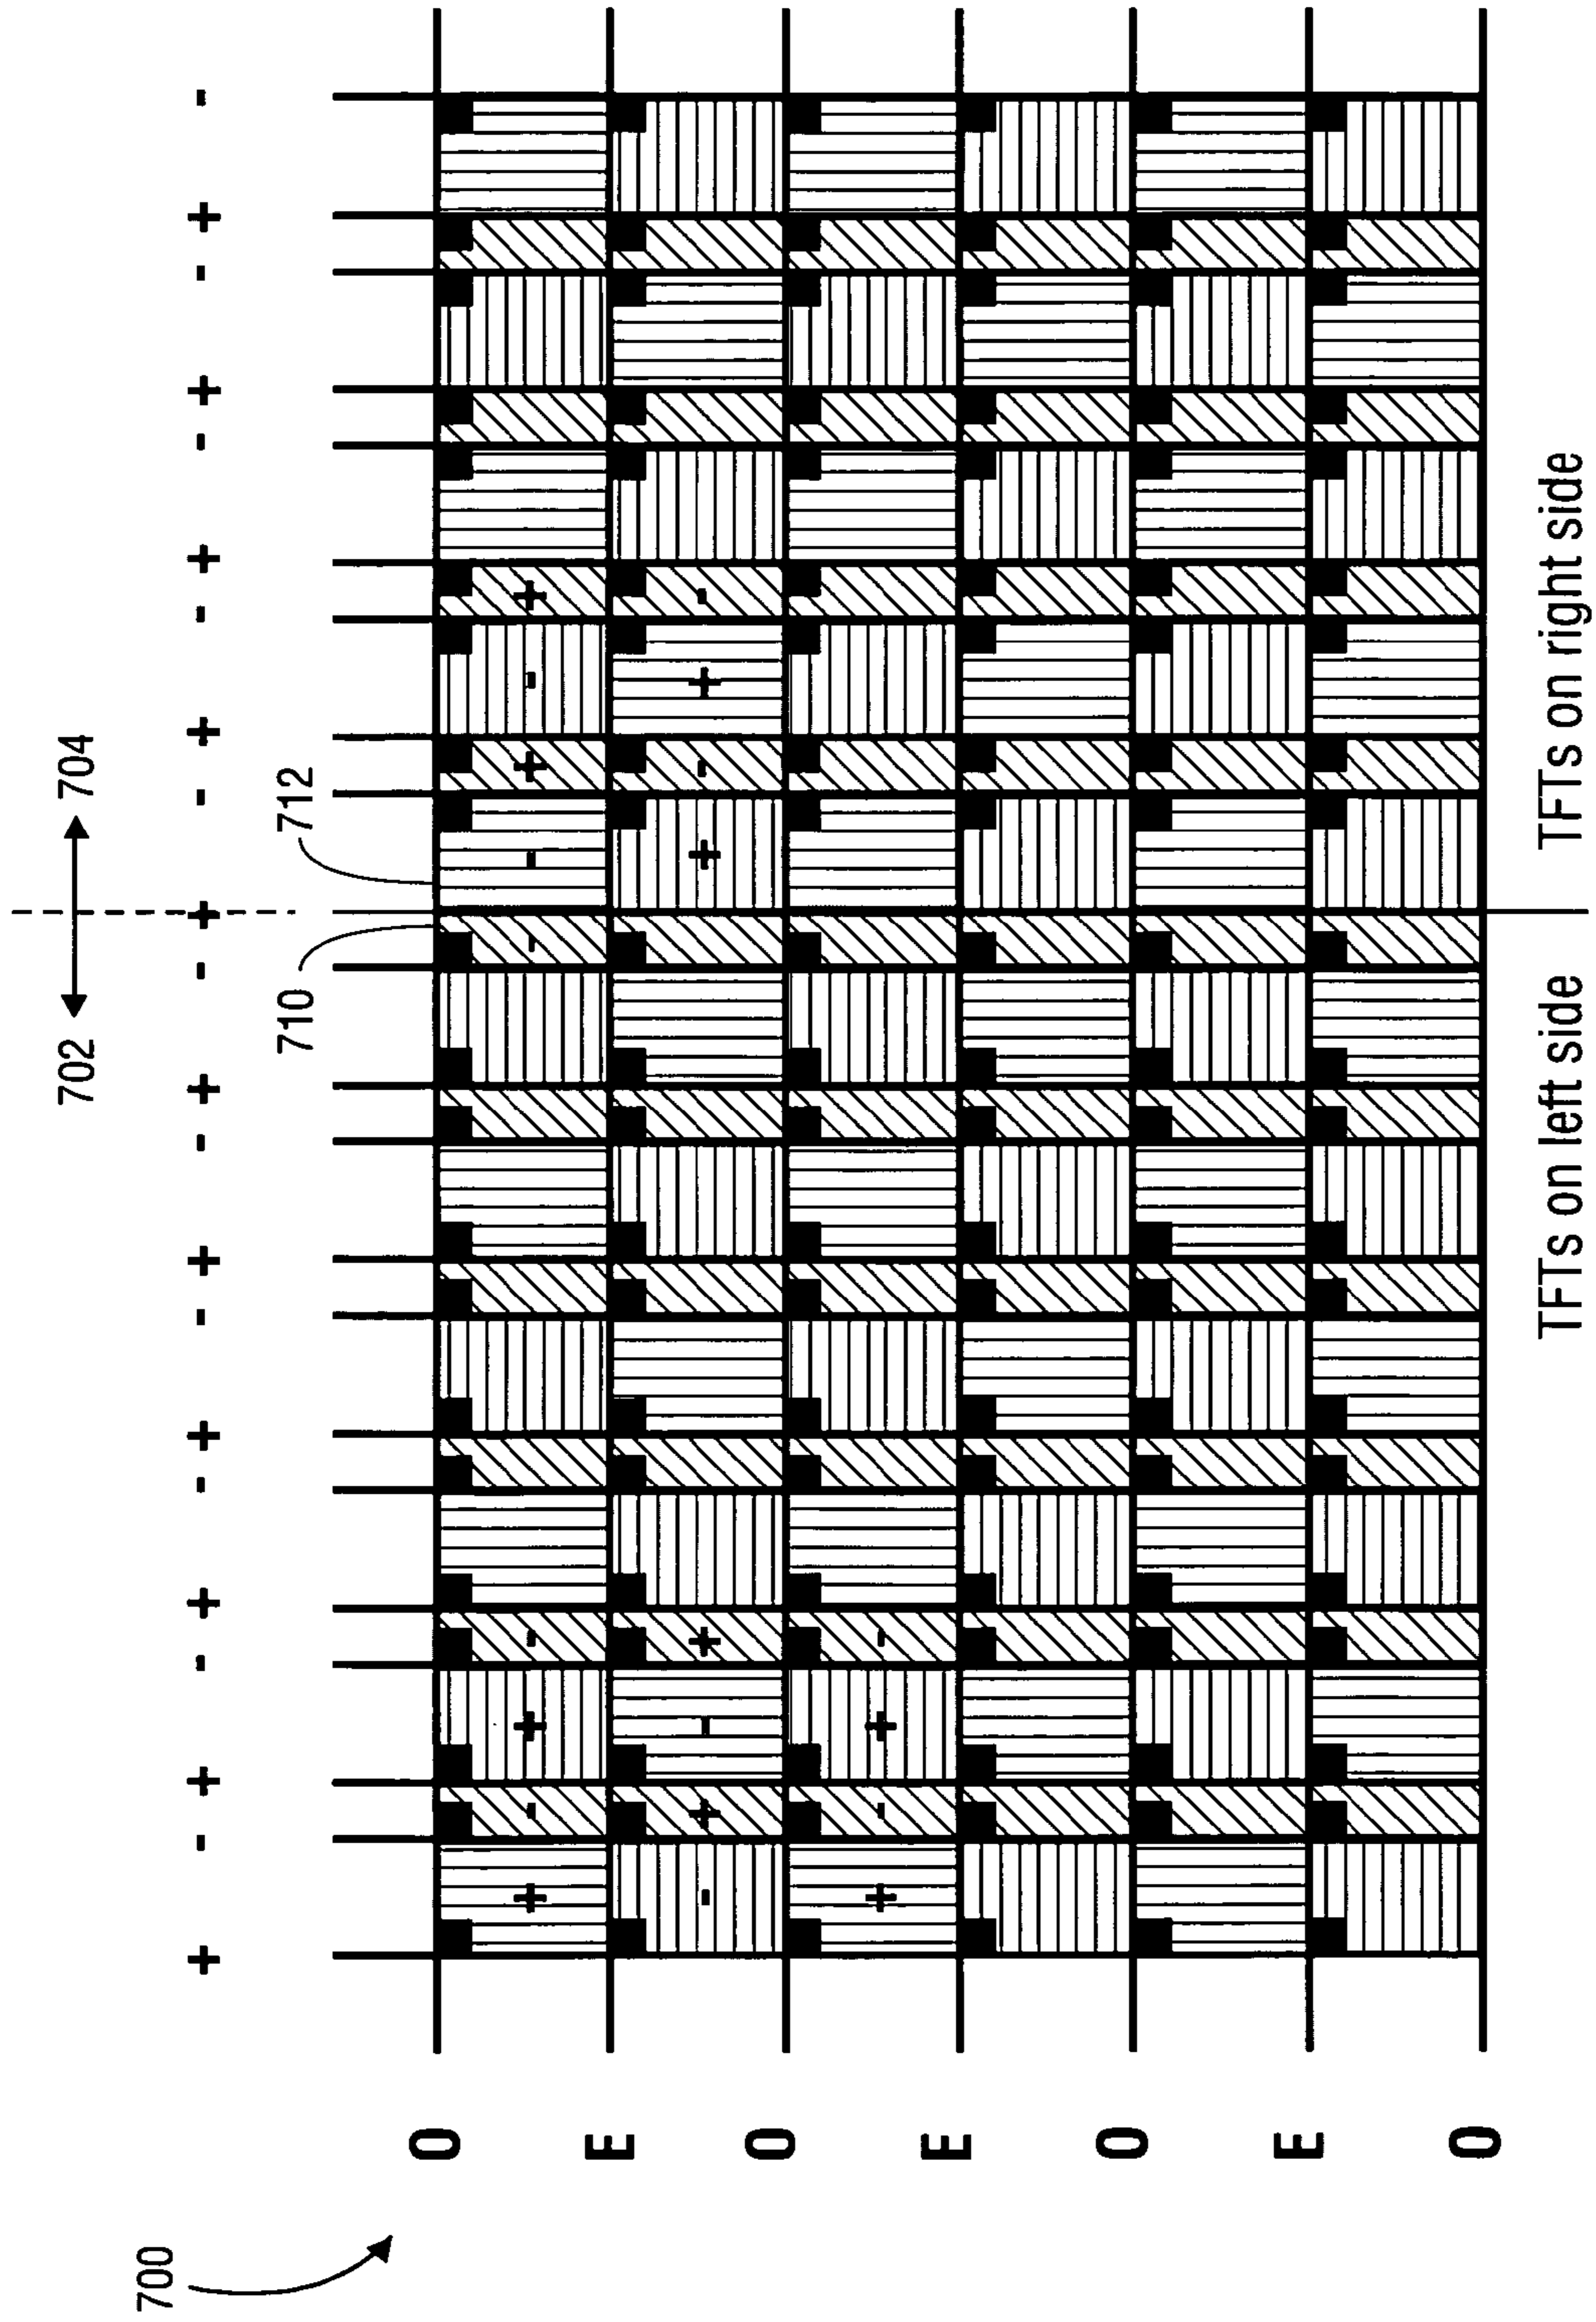 702 704
700
+ - + - + - + - + - + - + - + - + - + - + -
710 712
O
+ - + - - - + - +
E
- + - + + - + -
O
+ - + -
E
O
E
O
TFTs on left side TFTs on right side